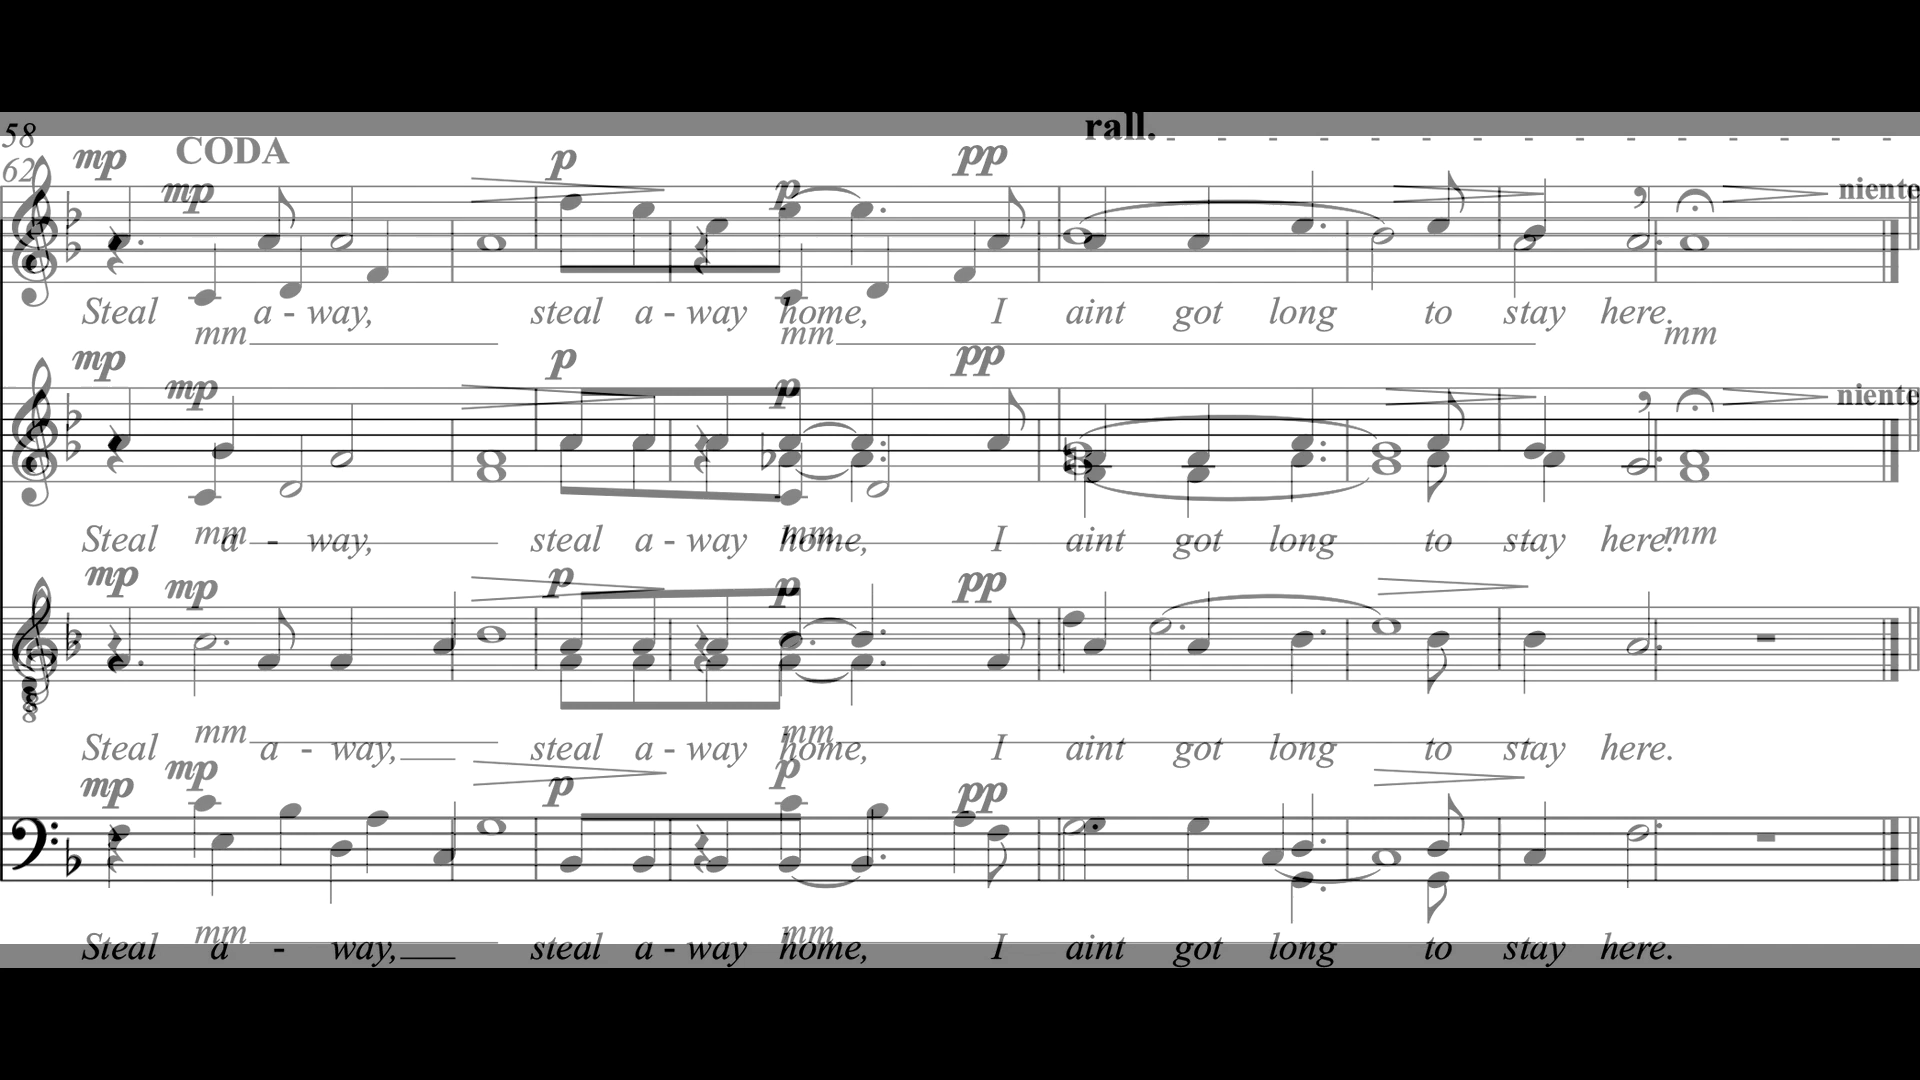 58
rall.
62
CODA
mp mp p p pp
niente
Steal a - way, steal a - way home, I aint got long to stay here.
mm mm mm
mp mp p p pp
niente
Steal a - way, steal a - way home, I aint got long to stay here.
mm mm mm
mp mp p p pp
8
mm mm
Steal a - way, steal a - way home, I aint got long to stay here.
mp mp p p pp
mm mm
Steal a - way, steal a - way home, I aint got long to stay here.